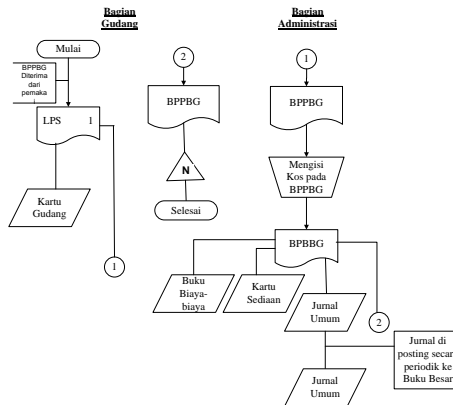 Bagian
Gudang
Bagian
Administrasi
Mulai
BPPBG
Diterima
dari
pemaka
i
LPS 1
Kartu
Gudang
1
2
BPPBG
N
Selesai
1
BPPBG
Mengisi
Kos pada
BPPBG
BPBBG
Buku
Biaya-
biaya
Kartu
Sediaan
Jurnal
Umum
2
Jurnal di
posting secara
periodik ke
Buku Besar
Jurnal
Umum